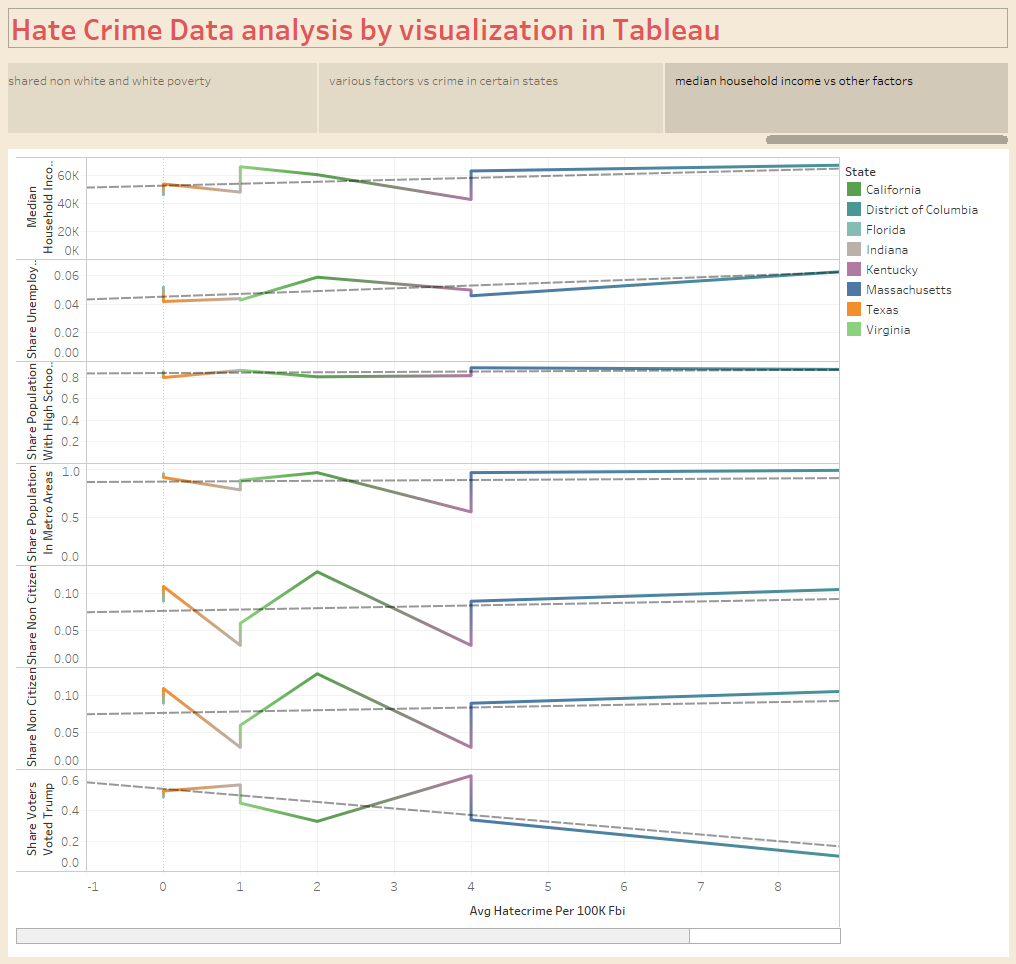 Hate Crime Data analysis by visualization in Tableau
shared non white and white poverty
various factors vs crime in certain states
median household income vs other factors
Median
Household Inco..
60K
40K
20K
0K
Share Unemploy..
0.06
0.04
0.02
0.00
Share Population
With High Schoo..
0.8
0.6
0.4
0.2
Share Population
In Metro Areas
1.0
0.5
0.0
Share Non Citizen
0.10
0.05
0.00
Share Non Citizen
0.10
0.05
0.00
Share Voters
Voted Trump
0.6
0.4
0.2
0.0
-1 0 1 2 3 4 5 6 7 8
Avg Hatecrime Per 100K Fbi
State
California
District of Columbia
Florida
Indiana
Kentucky
Massachusetts
Texas
Virginia